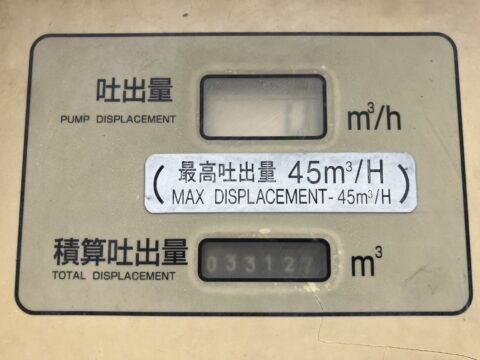 吐出量
PUMP DISPLACEMENT
m³/h
(最高吐出量 45m³/H
MAX DISPLACEMENT-45m³/H)
積算吐出量
TOTAL DISPLACEMENT
033127
m³